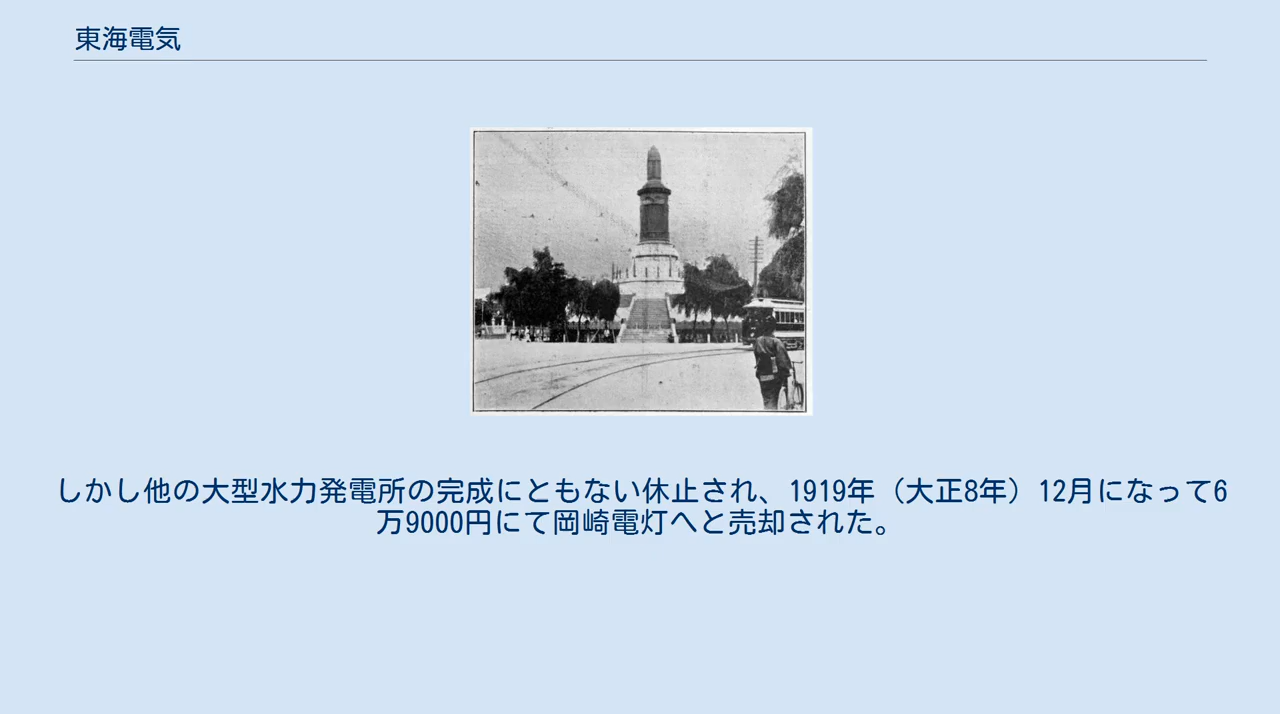 東海電気
しかし他の大型水力発電所の完成にともない休止され、1919年（大正8年）12月になって6
万9000円にて岡崎電灯へと売却された。